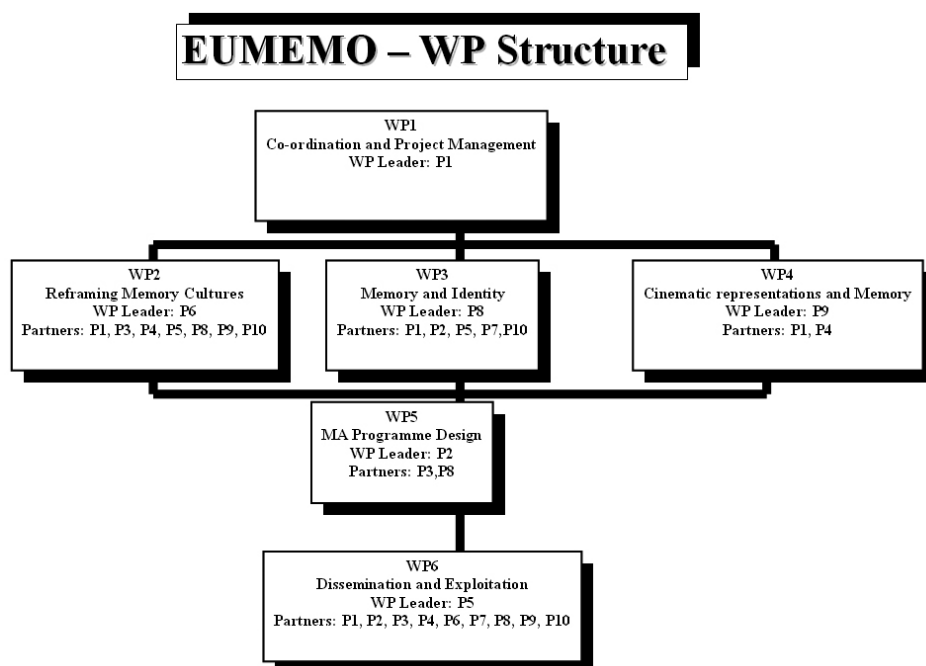 EUMEMO – WP Structure
WP1
Co-ordination and Project Management
WP Leader: P1
WP2
Reframing Memory Cultures
WP Leader: P6
Partners: P1, P3, P4, P5, P8, P9, P10
WP3
Memory and Identity
WP Leader: P8
Partners: P1, P2, P5, P7,P10
WP4
Cinematic representations and Memory
WP Leader: P9
Partners: P1, P4
WP5
MA Programme Design
WP Leader: P2
Partners: P3,P8
WP6
Dissemination and Exploitation
WP Leader: P5
Partners: P1, P2, P3, P4, P6, P7, P8, P9, P10